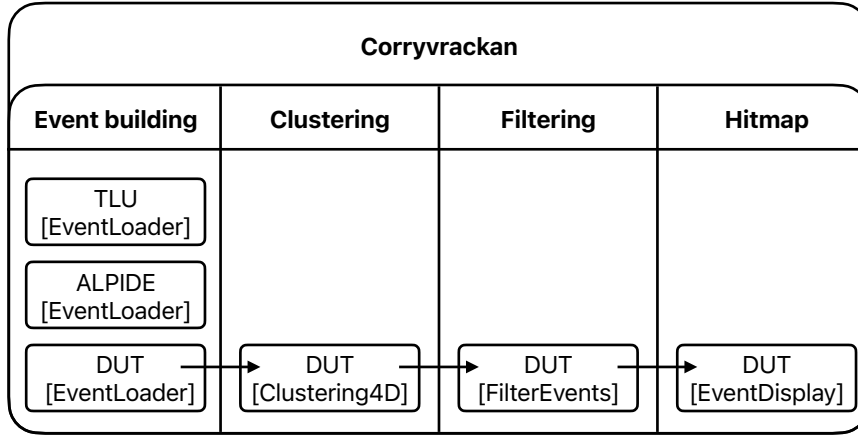 Corryvrackan
Event building
Clustering
Filtering
Hitmap
TLU
[EventLoader]
ALPIDE
[EventLoader]
DUT
[EventLoader]
DUT
[Clustering4D]
DUT
[FilterEvents]
DUT
[EventDisplay]